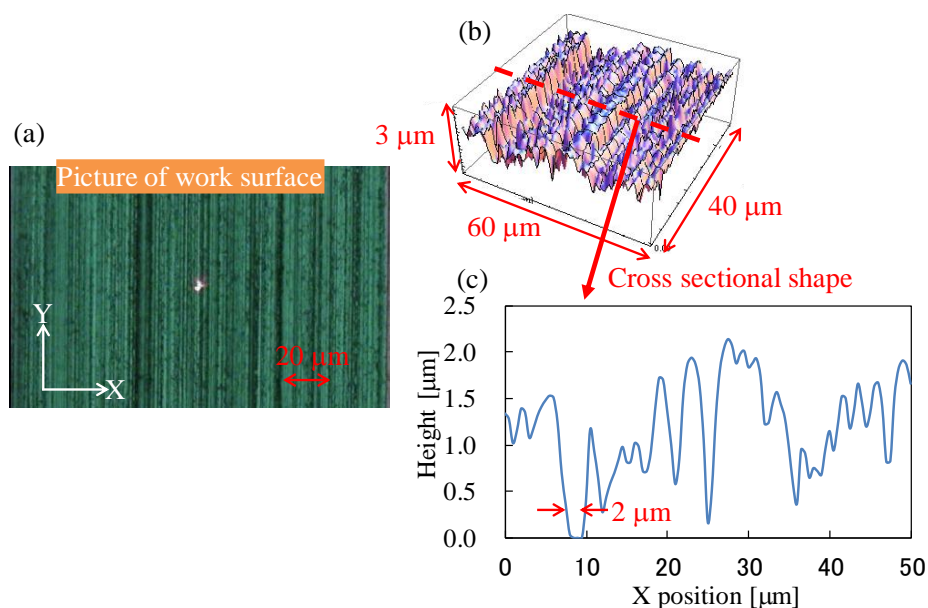 (a)
Picture of work surface
Y
X
20 μm
(b)
3 μm
60 μm
40 μm
Cross sectional shape
(c)
Height [μm]
2.5
2.0
1.5
1.0
0.5
0.0
2 μm
0 10 20 30 40 50
X position [μm]